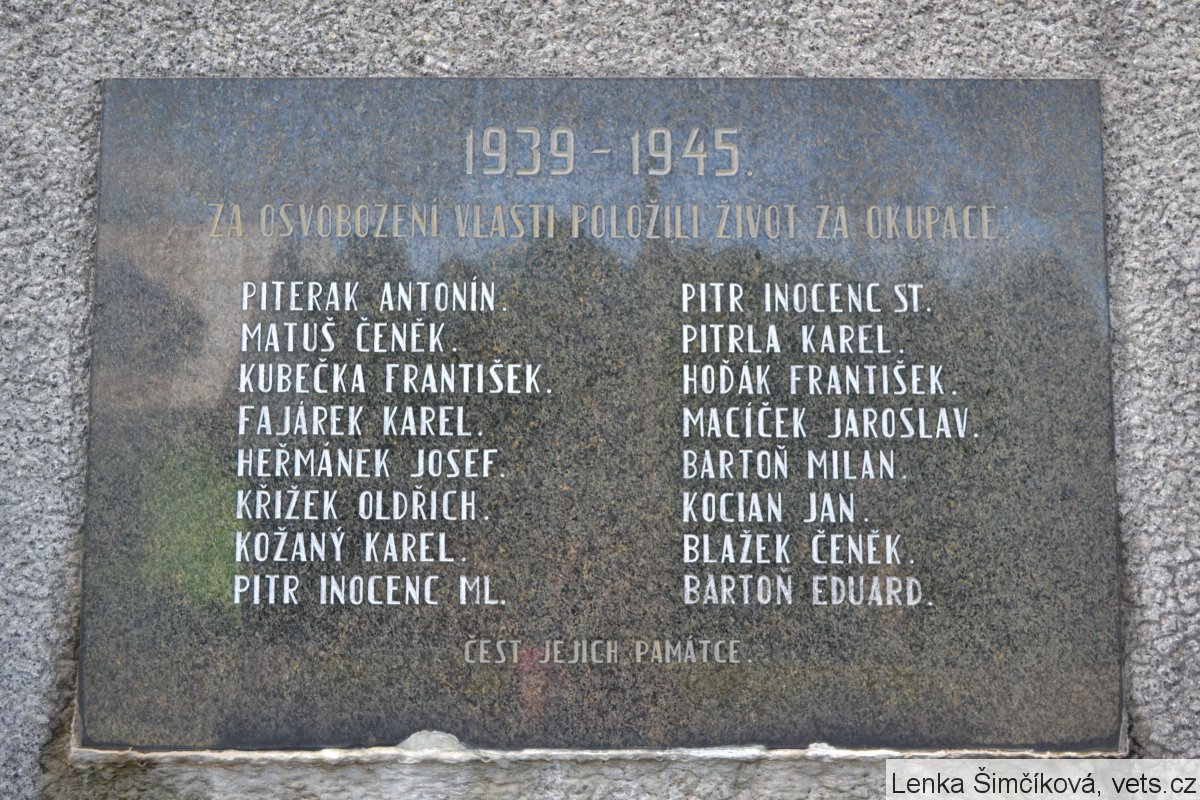 1939 - 1945.
ZA OSVOBOZENÍ VLASTI POLOŽILI ŽIVOT ZA OKUPACE.
PITERAK ANTONÍN.
MATUŠ ČENĚK.
KUBEČKA FRANTIŠEK.
FAJÁREK KAREL.
HEŘMÁNEK JOSEF.
KŘIŽEK OLDŘICH.
KOŽANÝ KAREL.
PITR INOCENC ML.
PITR INOCENC ST.
PITRLA KAREL.
HOĎÁK FRANTIŠEK.
MACÍČEK JAROSLAV.
BARTOŇ MILAN.
KOCIAN JAN.
BLAŽEK ČENĚK.
BARTOŇ EDUARD.
ČEST JEJICH PAMÁTCE.
Lenka Šimčíková, vets.cz